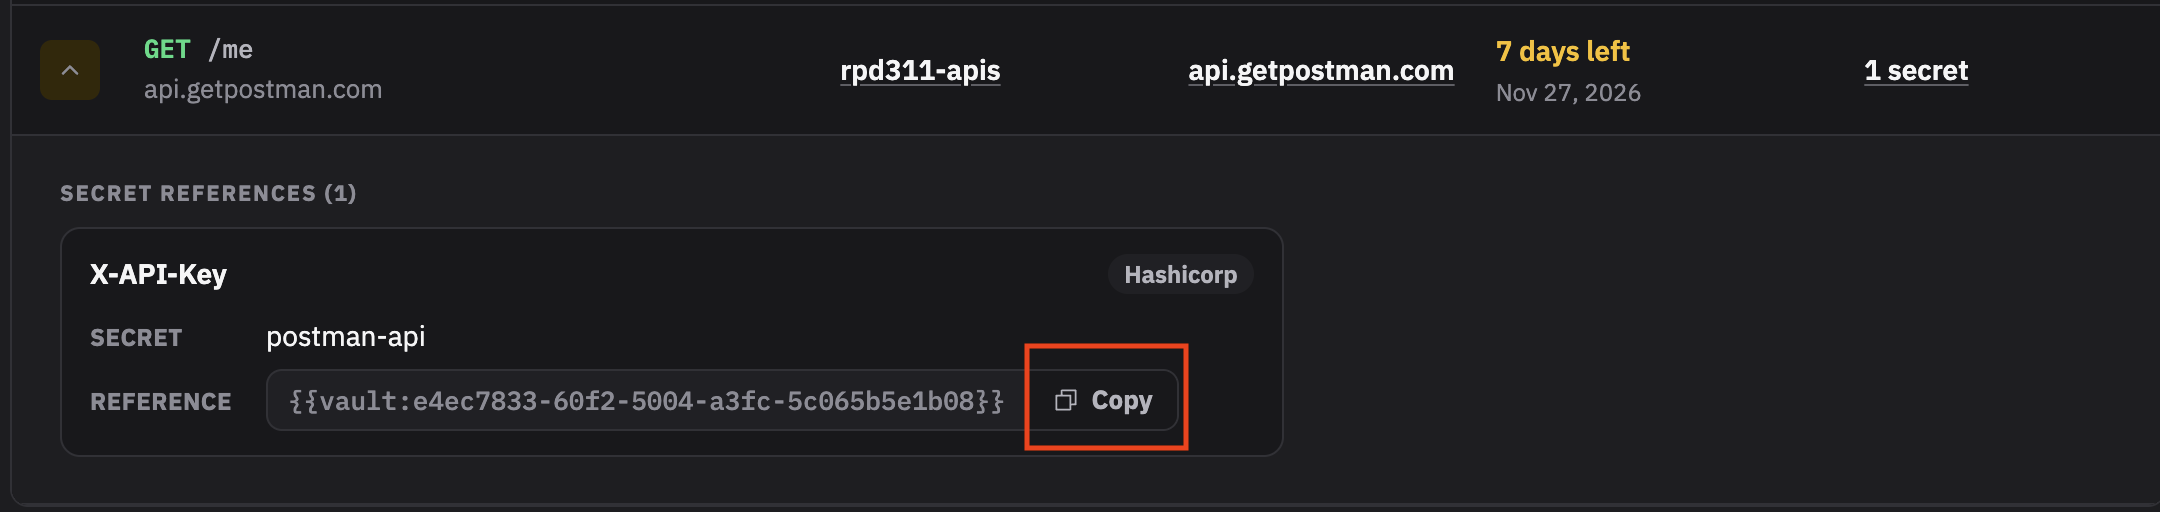 GET /me
api.getpostman.com
rpd311-apis
api.getpostman.com
7 days left
Nov 27, 2026
1 secret
SECRET REFERENCES (1)
X-API-Key
Hashicorp
SECRET postman-api
REFERENCE {{vault:e4ec7833-60f2-5004-a3fc-5c065b5e1b08}} Copy